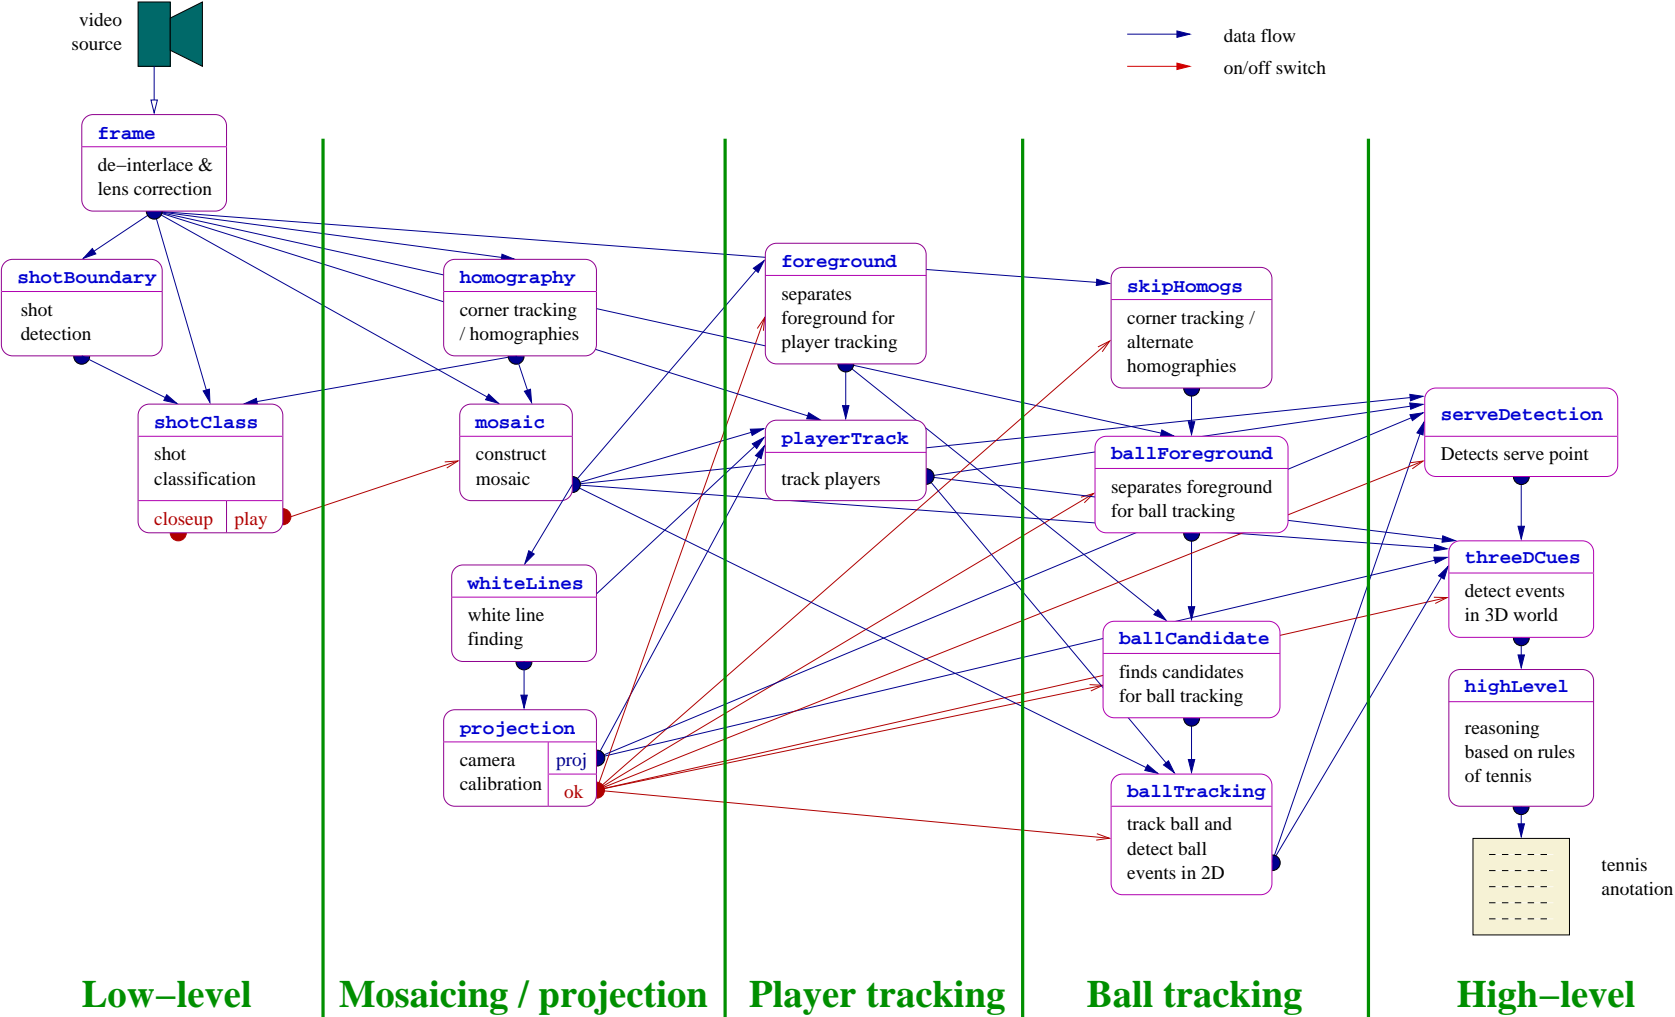 video
source
data flow
on/off switch
frame
de−interlace &
lens correction
shotBoundary
shot
detection
homography
corner tracking
/ homographies
foreground
separates
foreground for
player tracking
skipHomogs
corner tracking /
alternate
homographies
shotClass
shot
classification
closeup
play
mosaic
construct
mosaic
playerTrack
track players
ballForeground
separates foreground
for ball tracking
serveDetection
Detects serve point
whiteLines
white line
finding
ballCandidate
finds candidates
for ball tracking
threeDCues
detect events
in 3D world
projection
camera
calibration
proj
ok
ballTracking
track ball and
detect ball
events in 2D
highLevel
reasoning
based on rules
of tennis
tennis
anotation
Low−level
Mosaicing / projection
Player tracking
Ball tracking
High−level